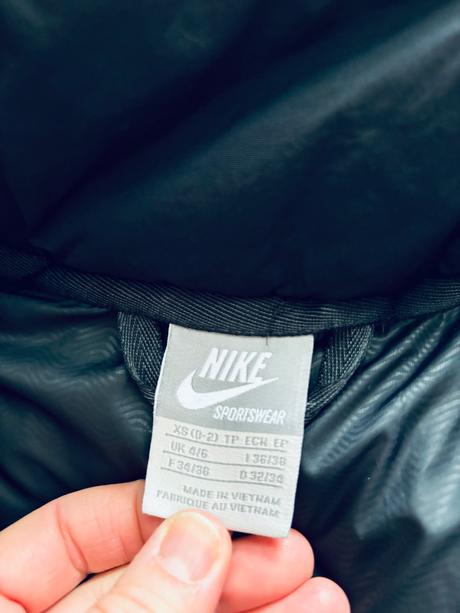 NIKE
SPORTSWEAR
XS (0-2) TP ECH EP
UK 4/6 I 36/38
F 34/36 D 32/34
MADE IN VIETNAM
FABRIQUE AU VIETNAM